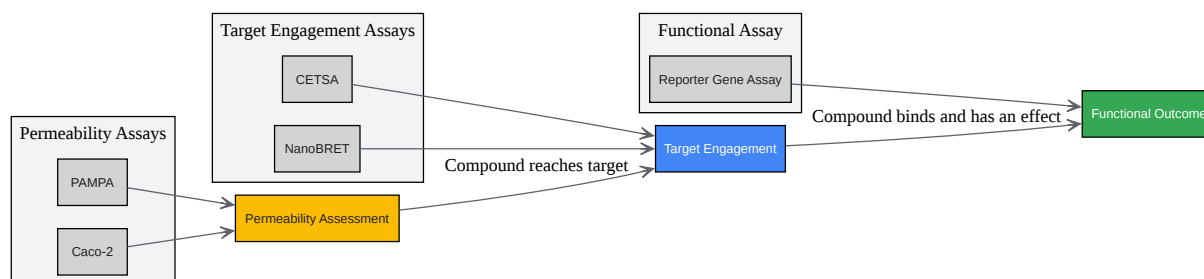 Target Engagement Assays
CETSA
NanoBRET
Functional Assay
Reporter Gene Assay
Permeability Assays
PAMPA
Caco-2
Permeability Assessment
Compound reaches target
Target Engagement
Compound binds and has an effect
Functional Outcome